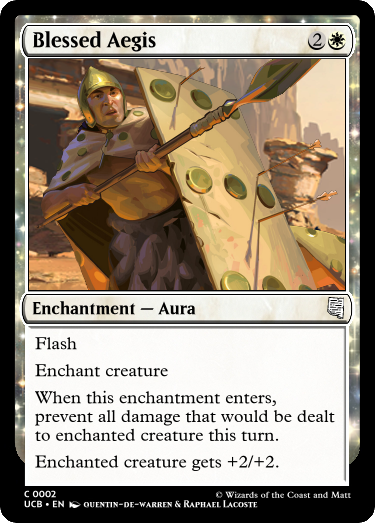 Blessed Aegis 2
Enchantment — Aura
Flash
Enchant creature
When this enchantment enters,
prevent all damage that would be dealt
to enchanted creature this turn.
Enchanted creature gets +2/+2.
C 0002
© Wizards of the Coast and Matt
UCB • EN QUENTIN-DE-WARREN & RAPHAEL LACOSTE